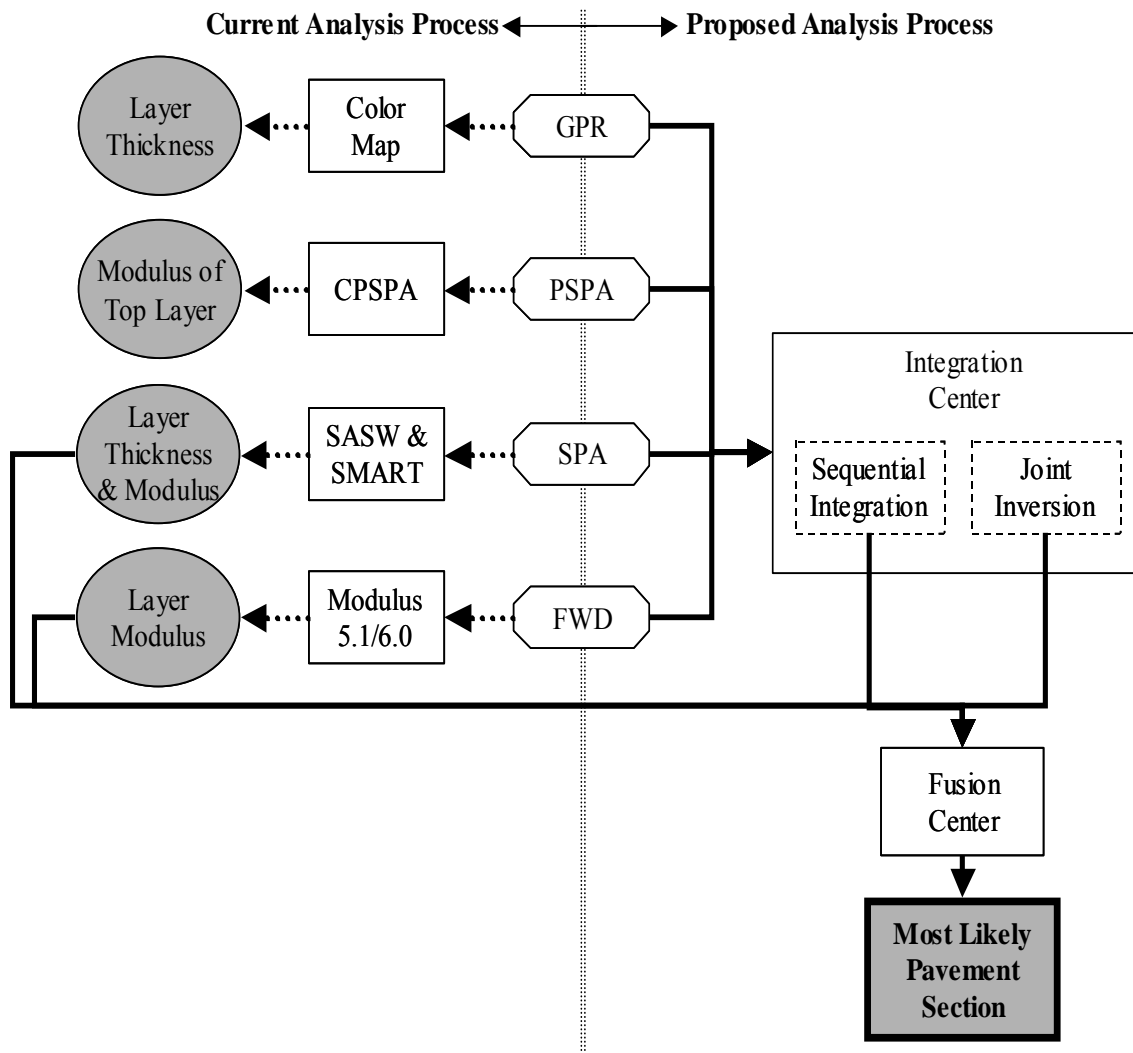 Current Analysis Process
Proposed Analysis Process
Layer
Thickness
Color
Map
GPR
Modulus of
Top Layer
CPSPA
PSPA
Integration
Center
Sequential
Integration
Joint
Inversion
Layer
Thickness
& Modulus
SASW &
SMART
SPA
Layer
Modulus
Modulus
5.1/6.0
FWD
Fusion
Center
Most Likely
Pavement
Section